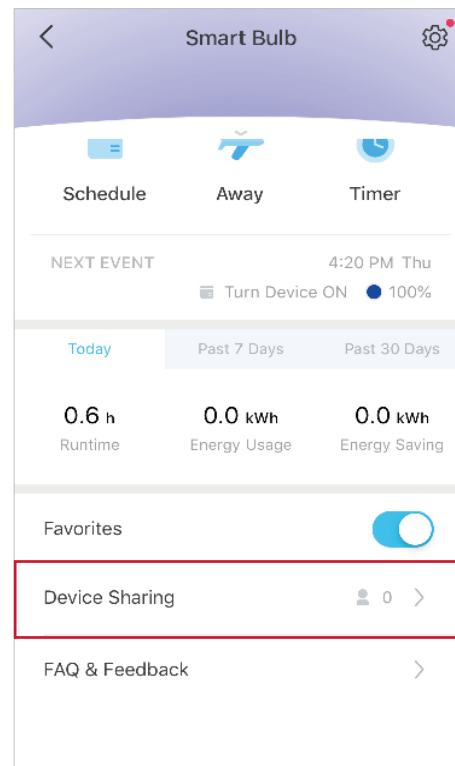 Smart Bulb
Schedule Away Timer
NEXT EVENT 4:20 PM Thu
Turn Device ON 100%
Today Past 7 Days Past 30 Days
0.6 h 0.0 kWh 0.0 kWh
Runtime Energy Usage Energy Saving
Favorites
Device Sharing 0
FAQ & Feedback